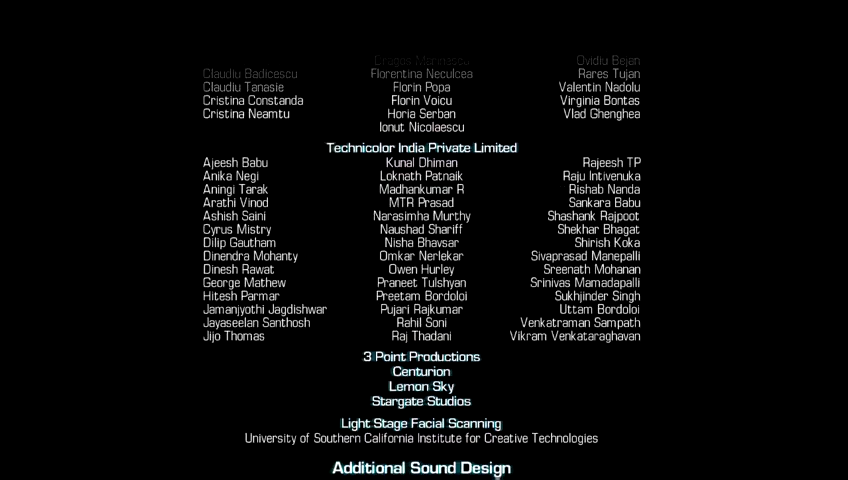 Dragos Marinescu Ovidiu Bejan
Claudiu Badicescu Florentina Neculcea Rares Tujan
Claudiu Tanasie Florin Popa Valentin Nadolu
Cristina Constanda Florin Voicu Virginia Bontas
Cristina Neamtu Horia Serban Vlad Ghenghea
Ionut Nicolaescu
Technicolor India Private Limited
Ajeesh Babu Kunal Dhiman Rajeesh TP
Anika Negi Loknath Patnaik Raju Intivenuka
Aningi Tarak Madhankumar R Rishab Nanda
Arathi Vinod MTR Prasad Sankara Babu
Ashish Saini Narasimha Murthy Shashank Rajpoot
Cyrus Mistry Naushad Shariff Shekhar Bhagat
Dilip Gautham Nisha Bhavsar Shirish Koka
Dinendra Mohanty Omkar Nerlekar Sivaprasad Manepalli
Dinesh Rawat Owen Hurley Sreenath Mohanan
George Mathew Praneet Tulshyan Srinivas Mamadapalli
Hitesh Parmar Preetam Bordoloi Sukhjinder Singh
Jamanjyothi Jagdishwar Pujari Rajkumar Uttam Bordoloi
Jayaseelan Santhosh Rahil Soni Venkatraman Sampath
Jijo Thomas Raj Thadani Vikram Venkataraghavan
3 Point Productions
Centurion
Lemon Sky
Stargate Studios
Light Stage Facial Scanning
University of Southern California Institute for Creative Technologies
Additional Sound Design